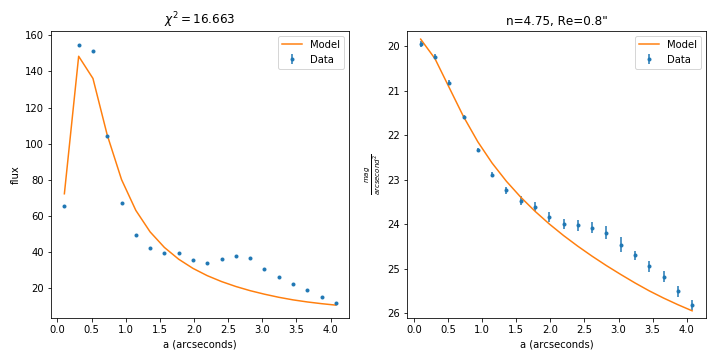 χ² = 16.663
Model
Data
160
140
120
100
80
60
40
20
flux
0.0 0.5 1.0 1.5 2.0 2.5 3.0 3.5 4.0
a (arcseconds)
n=4.75, Re=0.8"
Model
Data
20
21
22
23
24
25
26
mag
arcsecond²
0.0 0.5 1.0 1.5 2.0 2.5 3.0 3.5 4.0
a (arcseconds)